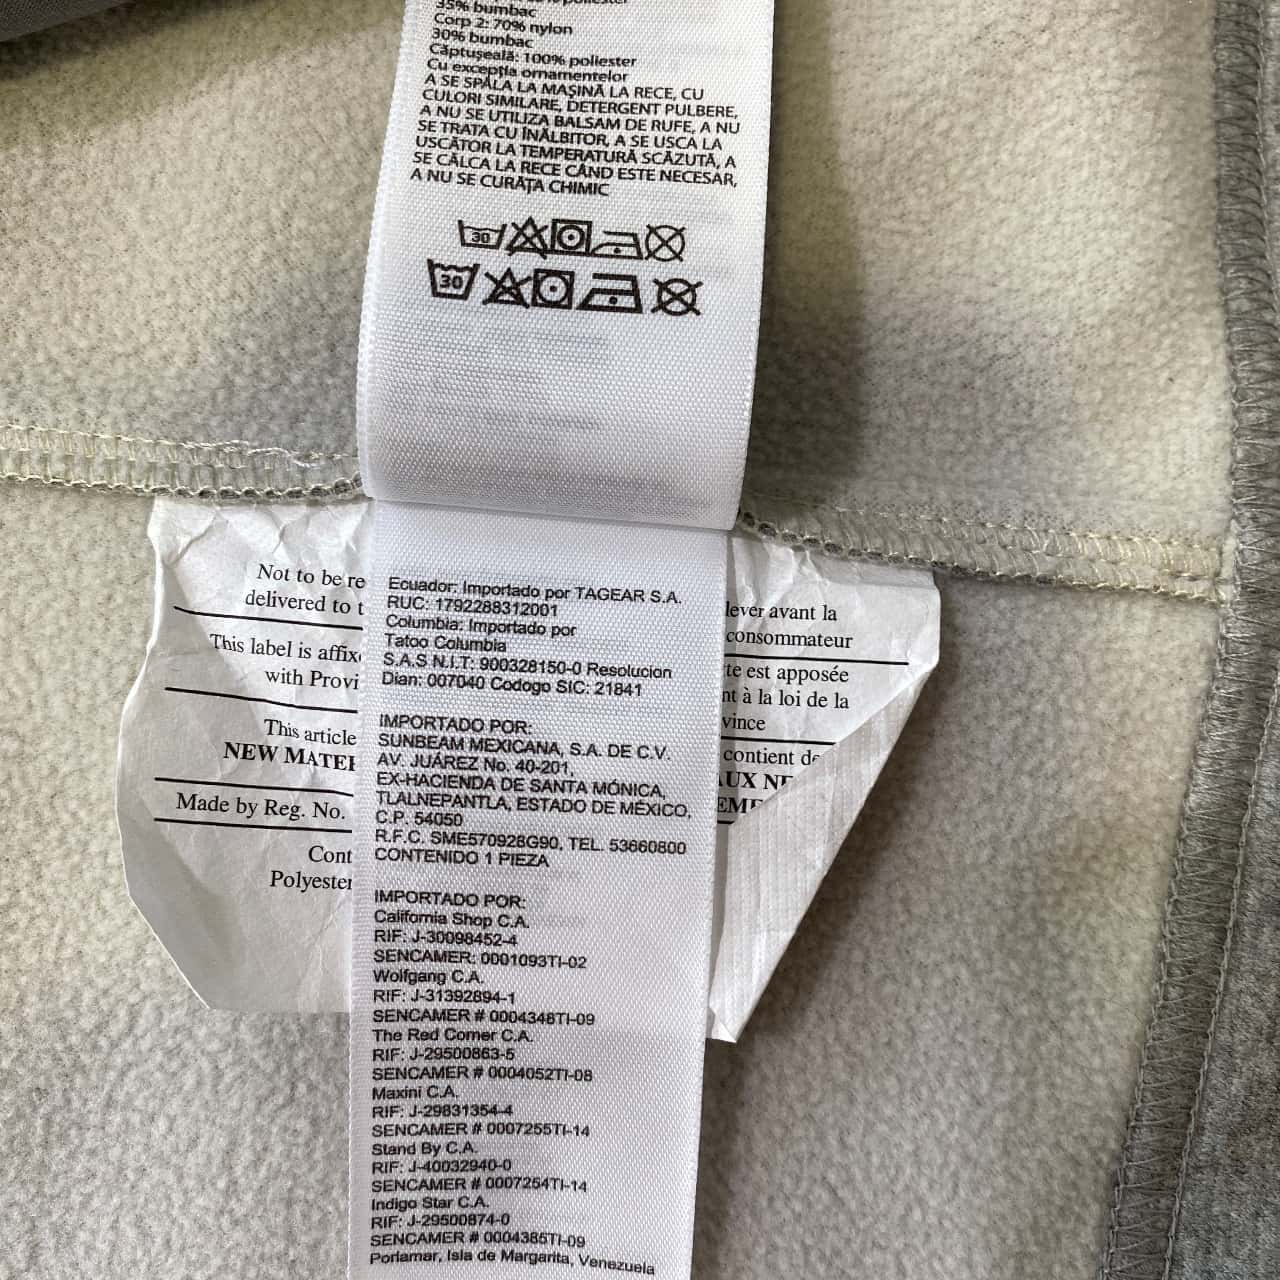 poliester
35% bumbac
Corp 2: 70% nylon
30% bumbac
Căptuşeală: 100% poliester
Cu excepţia ornamentelor
A SE SPĂLA LA MAŞINĂ LA RECE, CU
CULORI SIMILARE, DETERGENT PULBERE,
A NU SE UTILIZA BALSAM DE RUFE, A NU
SE TRATA CU ÎNĂLBITOR, A SE USCA LA
USCĂTOR LA TEMPERATURĂ SCĂZUTĂ, A
SE CĂLCA LA RECE CÂND ESTE NECESAR,
A NU SE CURĂŢA CHIMIC
30
30
Ecuador: Importado por TAGEAR S.A.
RUC: 1792288312001
Columbia: Importado por
Tatoo Columbia
S.A.S N.I.T: 900328150-0 Resolucion
Dian: 007040 Codogo SIC: 21841
IMPORTADO POR:
SUNBEAM MEXICANA, S.A. DE C.V.
AV. JUÁREZ No. 40-201,
EX-HACIENDA DE SANTA MÓNICA,
TLALNEPANTLA, ESTADO DE MÉXICO,
C.P. 54050
R.F.C. SME570928G90, TEL. 53660800
CONTENIDO 1 PIEZA
IMPORTADO POR:
California Shop C.A.
RIF: J-30098452-4
SENCAMER: 0001093TI-02
Wolfgang C.A.
RIF: J-31392894-1
SENCAMER # 0004348TI-09
The Red Corner C.A.
RIF: J-29500863-5
SENCAMER # 0004052TI-08
Maxini C.A.
RIF: J-29831354-4
SENCAMER # 0007255TI-14
Stand By C.A.
RIF: J-40032940-0
SENCAMER # 0007254TI-14
Indigo Star C.A.
RIF: J-29500874-0
SENCAMER # 0004385TI-09
Porlamar, Isla de Margarita, Venezuela
Not to be re
delivered to t
This label is affix
with Provi
This article
NEW MATE
Made by Reg. No.
Cont
Polyester
lever avant la
consommateur
te est apposée
nt à la loi de la
vince
contient de
AUX NE
EME